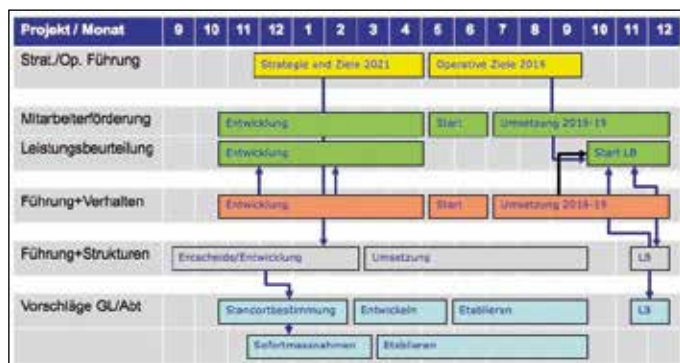 Projekt / Monat 9 10 11 12 1 2 3 4 5 6 7 8 9 10 11 12
Strat./Op. Führung Strategie and Ziele 2021 Operative Ziele 2019
Mitarbeiterförderung Entwicklung Start Umsetzung 2018-19
Leistungsbeurteilung Entwicklung Start LB
Führung+Verhalten Entwicklung Start Umsetzung 2018-19
Führung+Strukturen Entscheide/Entwicklung Umsetzung LB
Vorschläge GL/Abt Standortbestimmung Entwickeln Etablieren LB
Sofortmassnahmen Etablieren